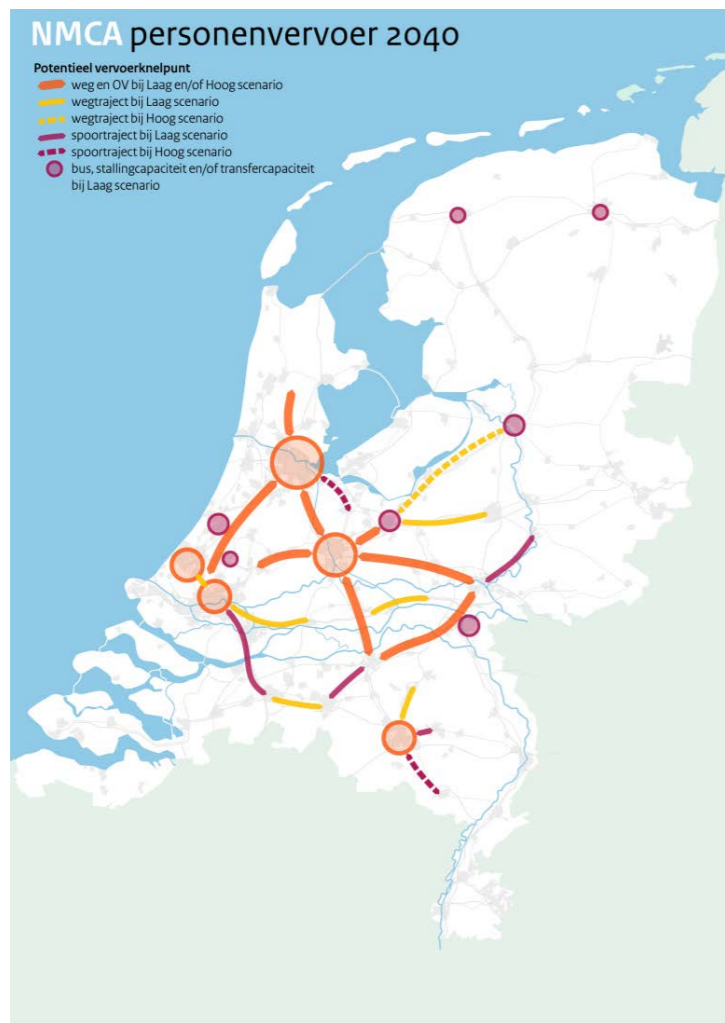 NMCA personenvervoer 2040
Potentieel vervoerknelpunt
weg en OV bij Laag en/of Hoog scenario
wegtraject bij Laag scenario
wegtraject bij Hoog scenario
spoortraject bij Laag scenario
spoortraject bij Hoog scenario
bus, stallingcapaciteit en/of transfercapaciteit
bij Laag scenario